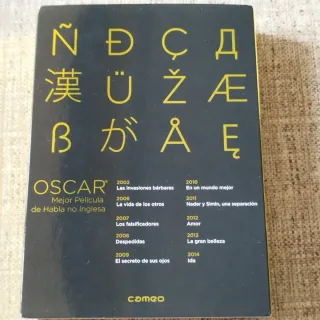 Ñ Đ Ç Д
漢 Ü Ž Æ
ß が Å Ę
OSCAR®
Mejor Película
de Habla no Inglesa
2003
Las invasiones bárbaras
2006
La vida de los otros
2007
Los falsificadores
2008
Despedidas
2009
El secreto de sus ojos
2010
En un mundo mejor
2011
Nader y Simin, una separación
2012
Amor
2013
La gran belleza
2014
Ida
cameo